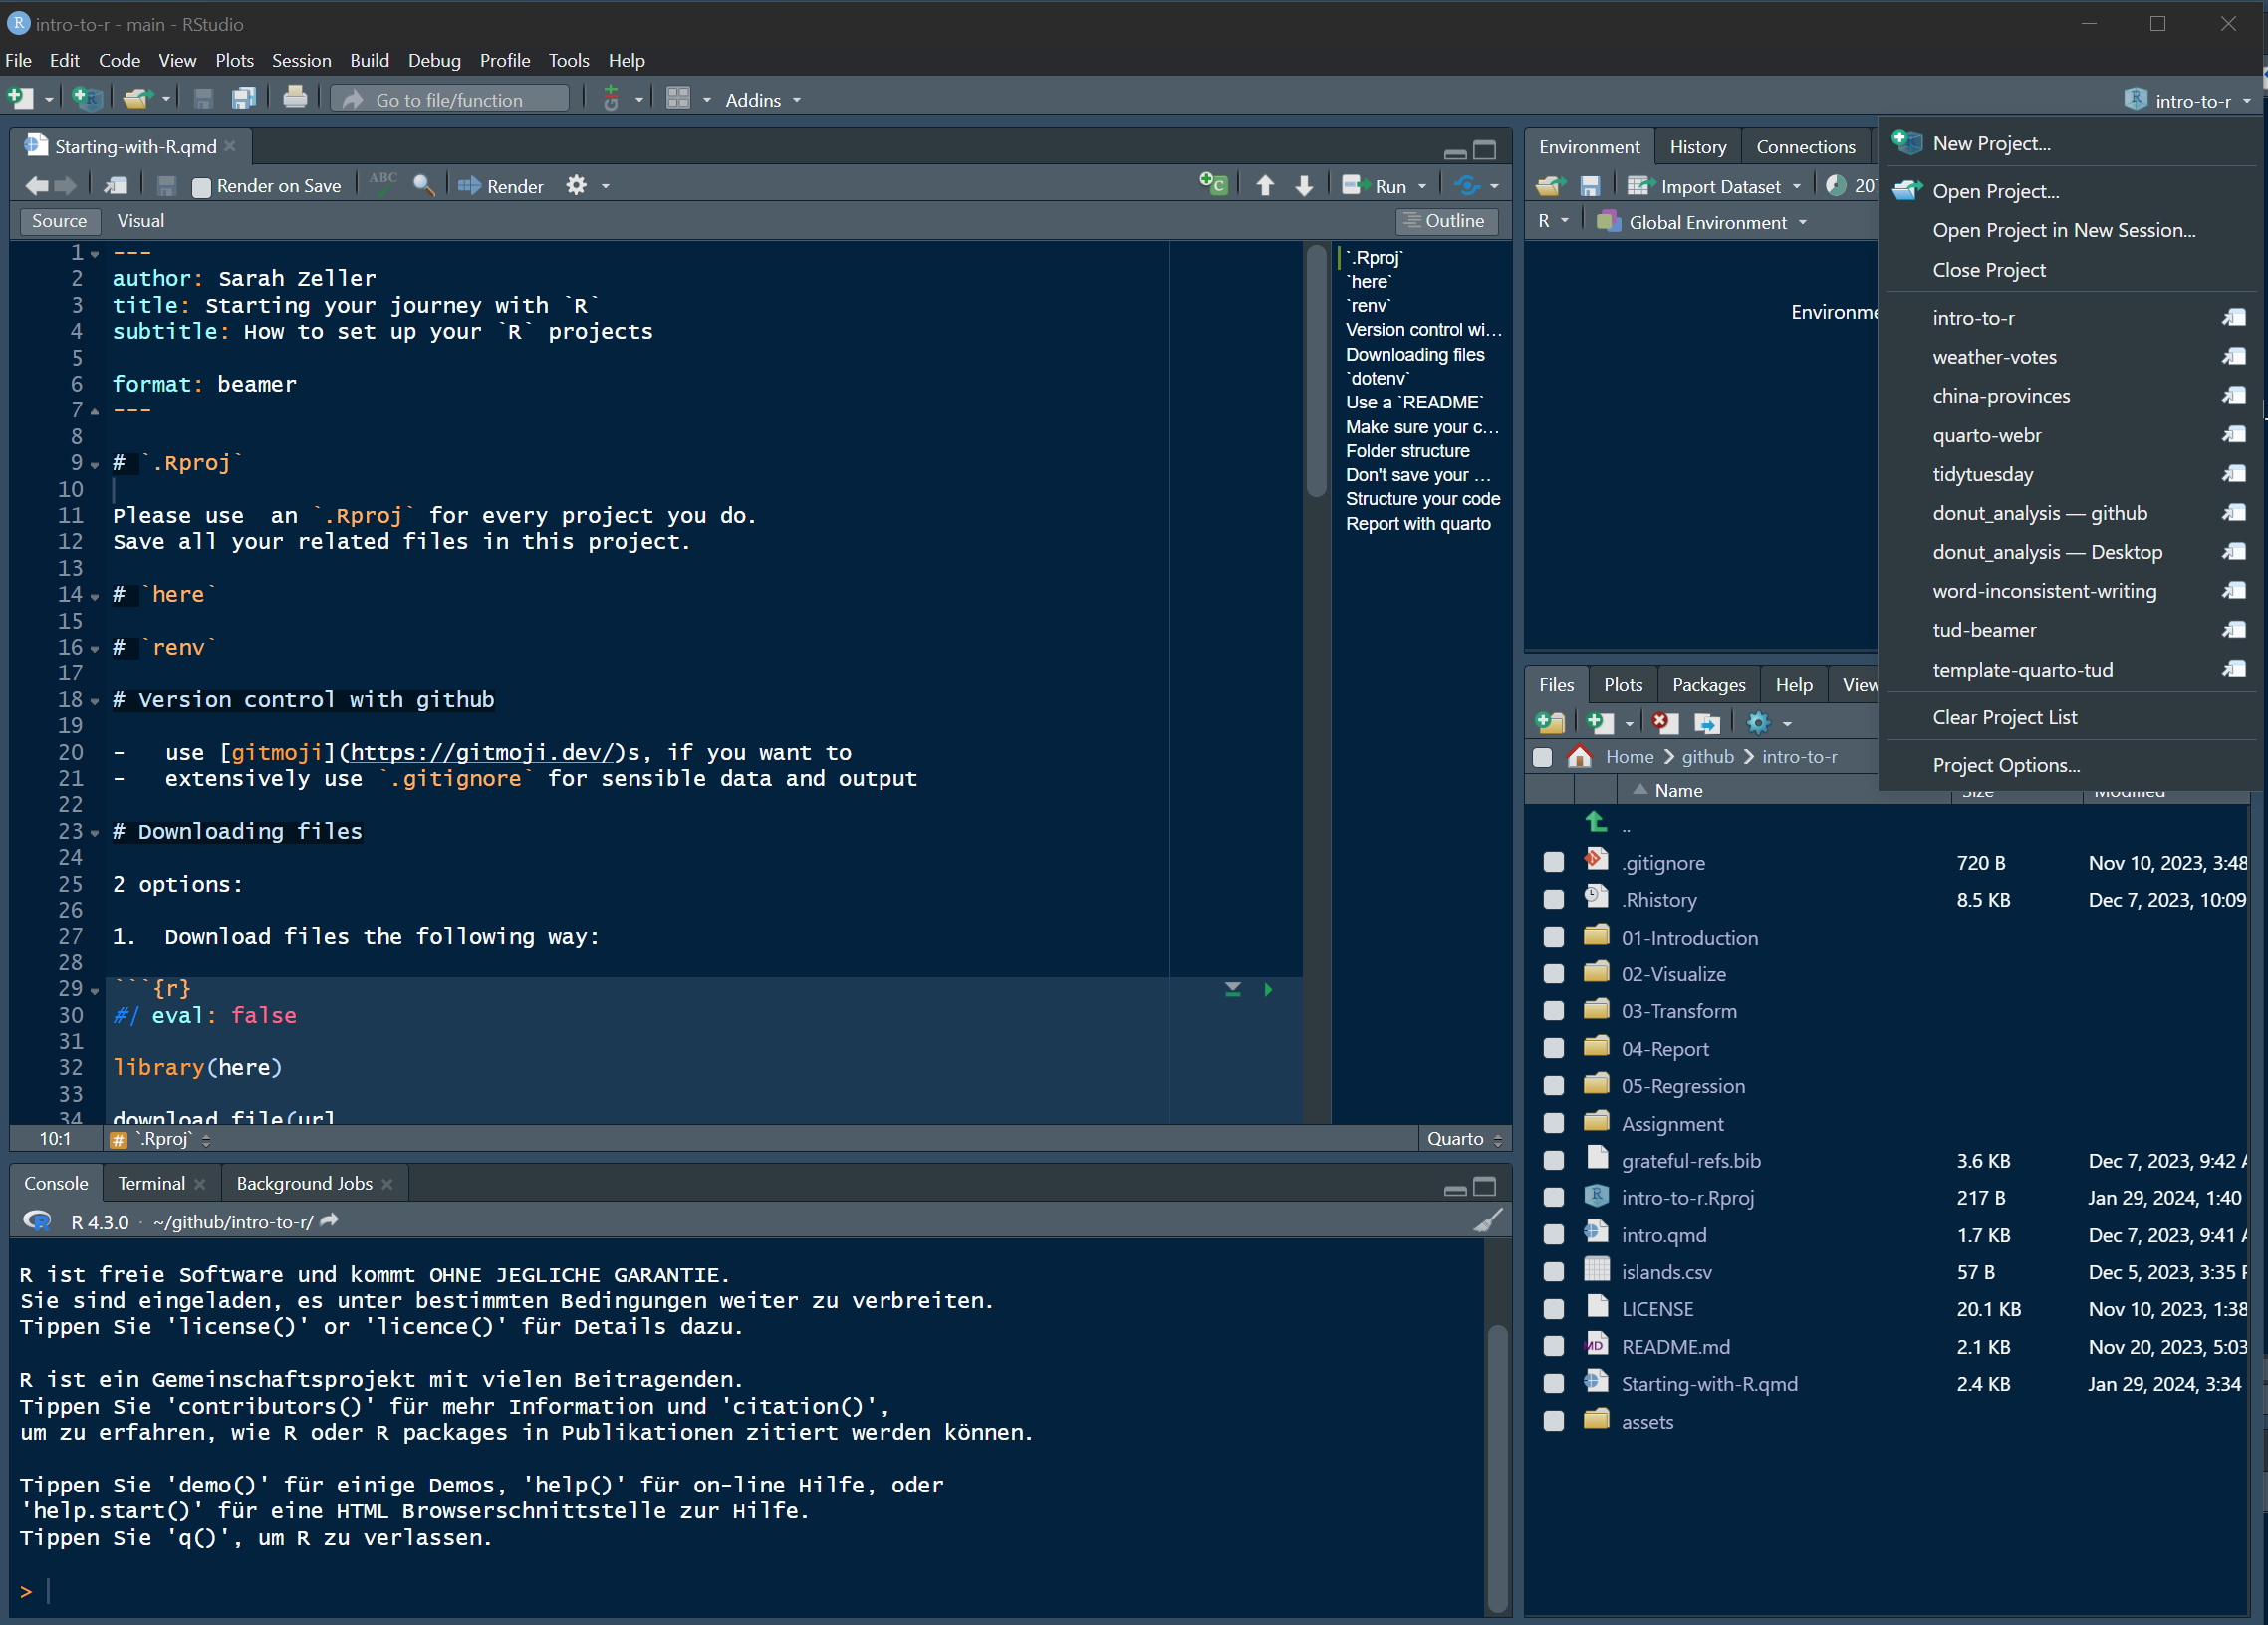 intro-to-r - main - RStudio
File Edit Code View Plots Session Build Debug Profile Tools Help
Go to file/function
Addins
intro-to-r
Starting-with-R.qmd
Render on Save
ABC
Render
Run
Source Visual
Outline
1 ---
2 author: Sarah Zeller
3 title: Starting your journey with `R`
4 subtitle: How to set up your `R` projects
5
6 format: beamer
7 ---
8
9 # `.Rproj`
10
11 Please use  an `.Rproj` for every project you do.
12 Save all your related files in this project.
13
14 # `here`
15
16 # `renv`
17
18 # Version control with github
19
20 -   use [gitmoji](https://gitmoji.dev/)s, if you want to
21 -   extensively use `.gitignore` for sensible data and output
22
23 # Downloading files
24
25 2 options:
26
27 1.  Download files the following way:
28
29 ```{r}
30 #/ eval: false
31
32 library(here)
33
34 download.file(url
`.Rproj`
`here`
`renv`
Version control wi...
Downloading files
`dotenv`
Use a `README`
Make sure your c...
Folder structure
Don't save your ...
Structure your code
Report with quarto
10:1 # `.Rproj` Quarto
Console Terminal Background Jobs
R 4.3.0 · ~/github/intro-to-r/
R ist freie Software und kommt OHNE JEGLICHE GARANTIE.
Sie sind eingeladen, es unter bestimmten Bedingungen weiter zu verbreiten.
Tippen Sie 'license()' or 'licence()' für Details dazu.
R ist ein Gemeinschaftsprojekt mit vielen Beitragenden.
Tippen Sie 'contributors()' für mehr Information und 'citation()',
um zu erfahren, wie R oder R packages in Publikationen zitiert werden können.
Tippen Sie 'demo()' für einige Demos, 'help()' für on-line Hilfe, oder
'help.start()' für eine HTML Browserschnittstelle zur Hilfe.
Tippen Sie 'q()', um R zu verlassen.
>
Environment History Connections
Import Dataset 207
R Global Environment
Environme
New Project...
Open Project...
Open Project in New Session...
Close Project
intro-to-r
weather-votes
china-provinces
quarto-webr
tidytuesday
donut_analysis — github
donut_analysis — Desktop
word-inconsistent-writing
tud-beamer
template-quarto-tud
Clear Project List
Project Options...
Files Plots Packages Help View
Home github intro-to-r
Name Size Modified
..
.gitignore 720 B Nov 10, 2023, 3:48
.Rhistory 8.5 KB Dec 7, 2023, 10:09
01-Introduction
02-Visualize
03-Transform
04-Report
05-Regression
Assignment
grateful-refs.bib 3.6 KB Dec 7, 2023, 9:42 A
intro-to-r.Rproj 217 B Jan 29, 2024, 1:40
intro.qmd 1.7 KB Dec 7, 2023, 9:41 A
islands.csv 57 B Dec 5, 2023, 3:35 P
LICENSE 20.1 KB Nov 10, 2023, 1:38
README.md 2.1 KB Nov 20, 2023, 5:03
Starting-with-R.qmd 2.4 KB Jan 29, 2024, 3:34
assets